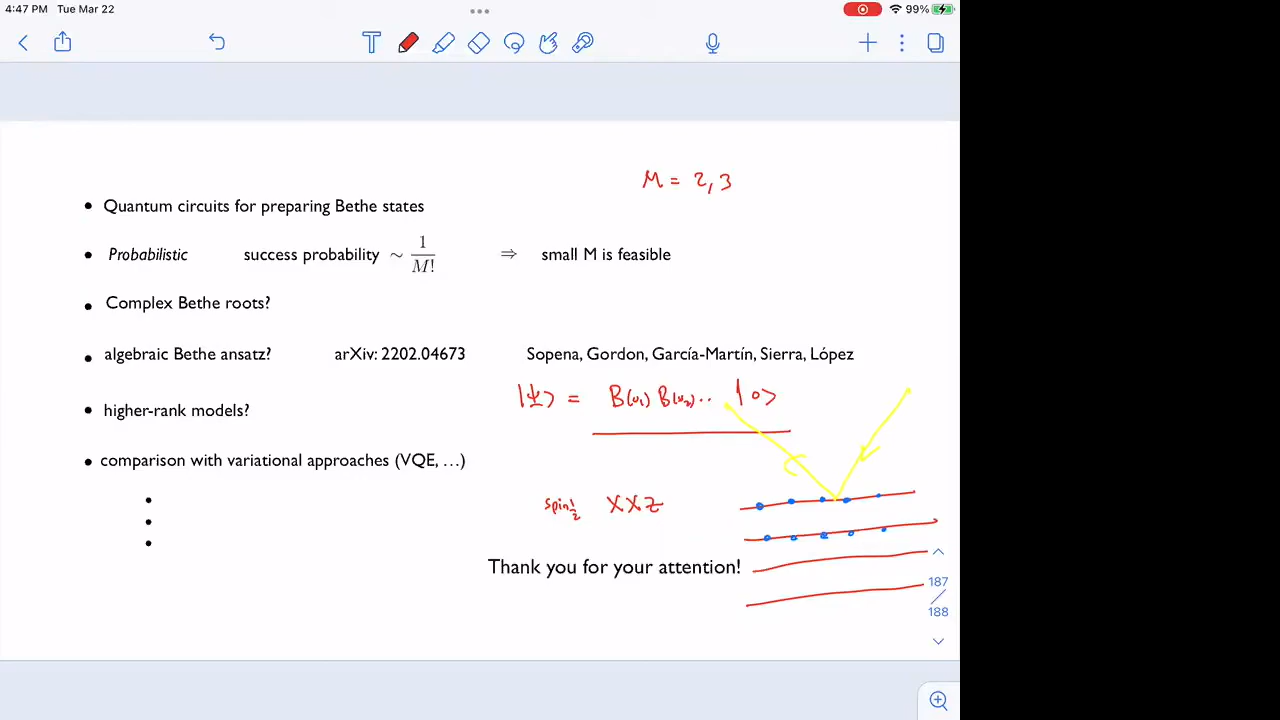 4:47 PM Tue Mar 22
99%
M = 2, 3
• Quantum circuits for preparing Bethe states
• Probabilistic success probability ~ 1/M! ⇒ small M is feasible
• Complex Bethe roots?
• algebraic Bethe ansatz? arXiv: 2202.04673 Sopena, Gordon, García-Martín, Sierra, López
|Ψ> = B(u₁) B(u₂).. |0>
• higher-rank models?
• comparison with variational approaches (VQE, …)
spin 1/2 XXZ
Thank you for your attention!
187
/
188